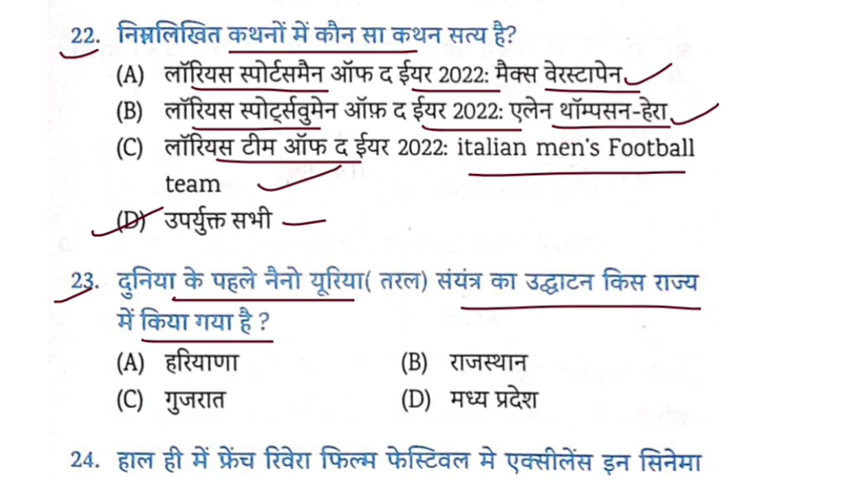 22. निम्नलिखित कथनों में कौन सा कथन सत्य है?
(A) लॉरियस स्पोर्टसमैन ऑफ द ईयर 2022: मैक्स वेरस्टापेन
(B) लॉरियस स्पोर्ट्सवुमेन ऑफ़ द ईयर 2022: एलेन थॉम्पसन-हेरा
(C) लॉरियस टीम ऑफ द ईयर 2022: italian men's Football
team
(D) उपर्युक्त सभी
23. दुनिया के पहले नैनो यूरिया( तरल) संयंत्र का उद्घाटन किस राज्य
में किया गया है ?
(A) हरियाणा (B) राजस्थान
(C) गुजरात (D) मध्य प्रदेश
24. हाल ही में फ्रेंच रिवेरा फिल्म फेस्टिवल मे एक्सीलेंस इन सिनेमा